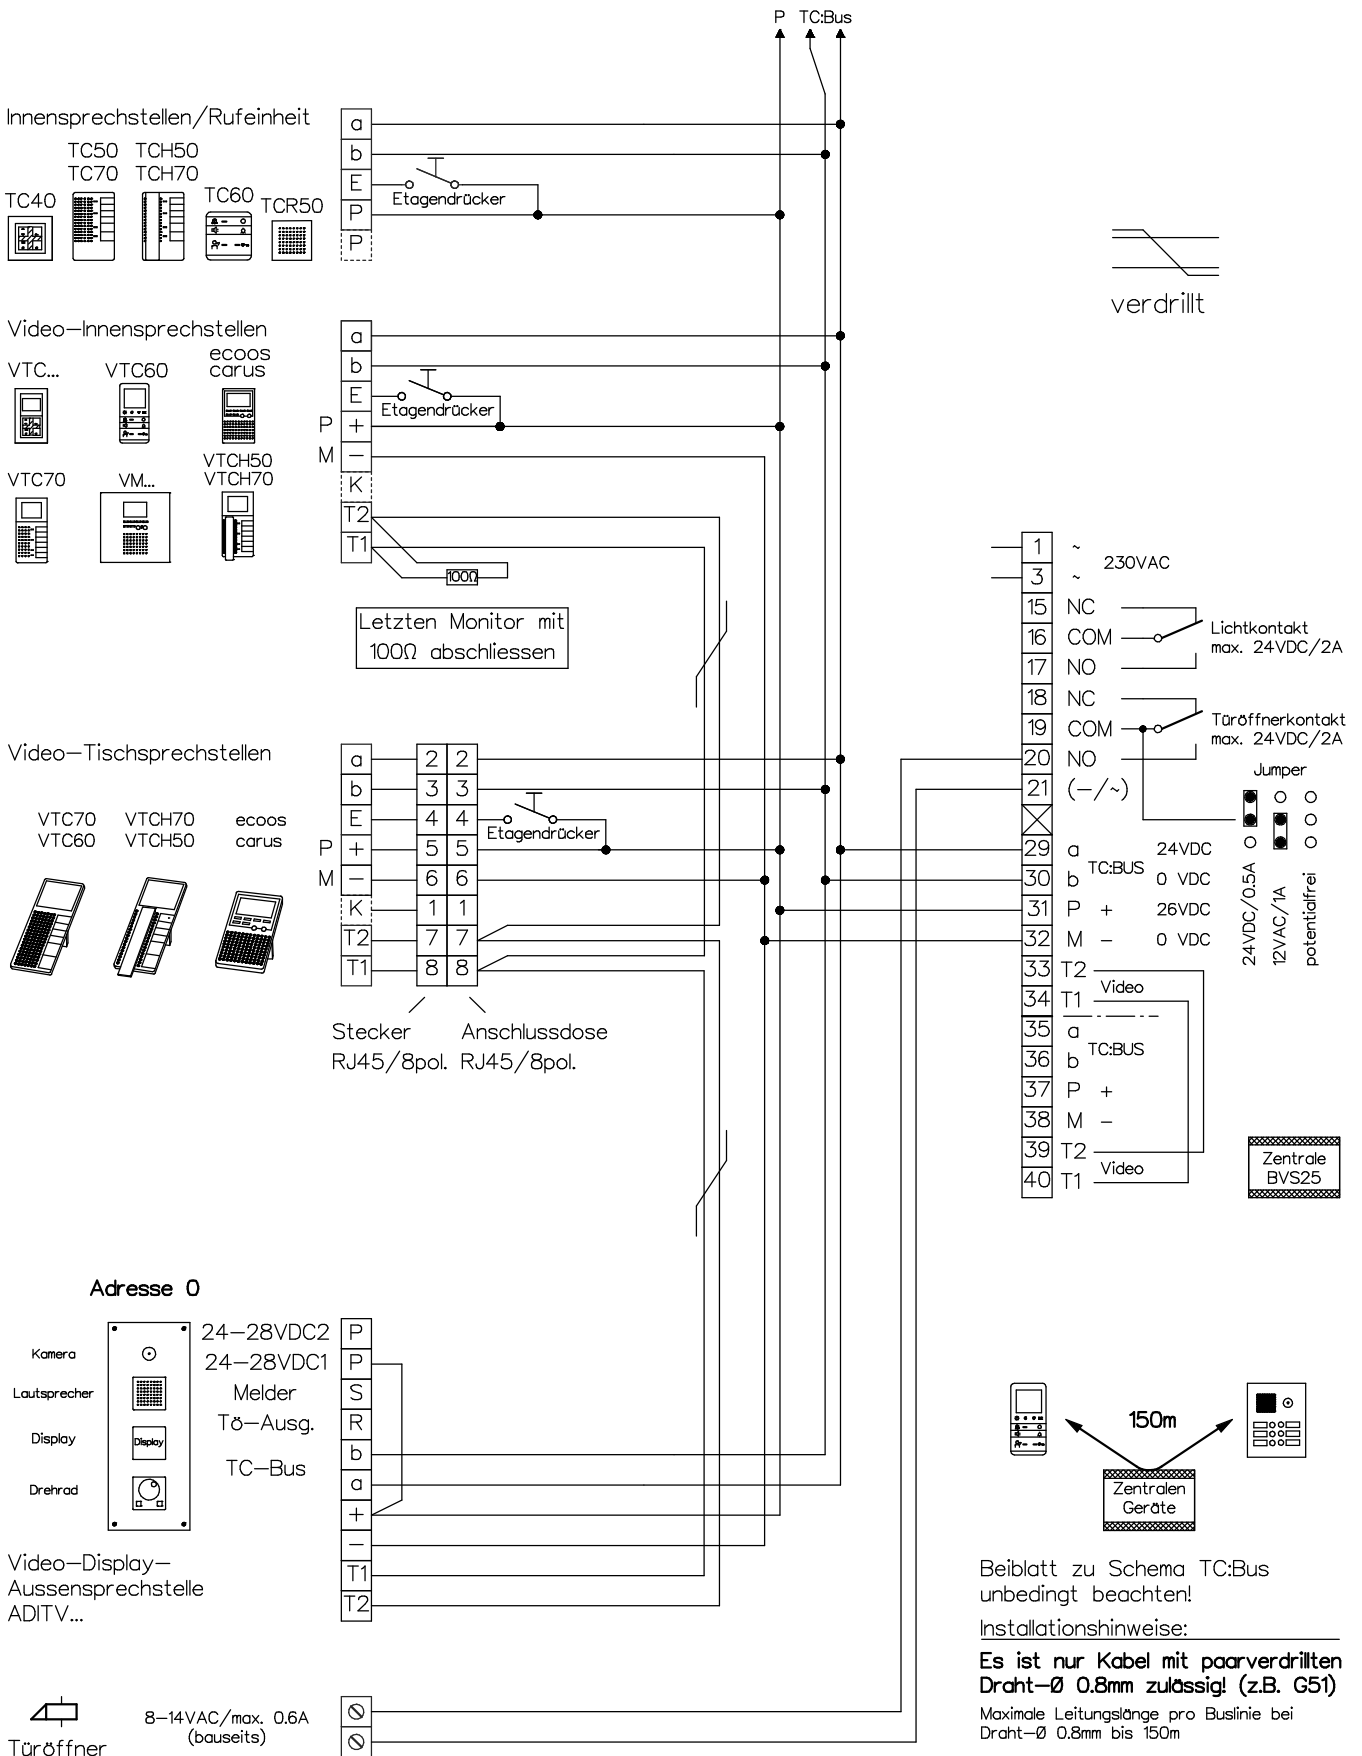 P TC:Bus
Innensprechstellen/Rufeinheit
TC50 TCH50
TC70 TCH70
TC40
TC60
TCR50
a
b
E
P
P
Etagendrücker
verdrillt
Video-Innensprechstellen
VTC... VTC60
ecoos
carus
VTCH50
VTCH70
VTC70 VM...
a
b
E
P +
M -
K
T2
T1
Etagendrücker
100Ω
Letzten Monitor mit
100Ω abschliessen
1 ~
230VAC
3 ~
15 NC
16 COM
17 NO
Lichtkontakt
max. 24VDC/2A
18 NC
19 COM
20 NO
Türöffnerkontakt
max. 24VDC/2A
21 (-/~)
Jumper
24VDC/0.5A
12VAC/1A
potentialfrei
29 a 24VDC
TC:BUS
30 b 0 VDC
31 P + 26VDC
32 M - 0 VDC
33 T2
Video
34 T1
35 a
TC:BUS
36 b
37 P +
38 M -
39 T2
Video
40 T1
Zentrale
BVS25
Video-Tischsprechstellen
VTC70 VTCH70 ecoos
VTC60 VTCH50 carus
a 2 2
b 3 3
E 4 4
P + 5 5
M - 6 6
K 1 1
T2 7 7
T1 8 8
Etagendrücker
Stecker
RJ45/8pol.
Anschlussdose
RJ45/8pol.
Adresse 0
Kamera
Lautsprecher
Display
Display
Drehrad
24-28VDC2 P
24-28VDC1 P
Melder S
Tö-Ausg. R
TC-Bus
b
a
+
-
T1
T2
Video-Display-
Aussensprechstelle
ADITV...
Türöffner
8-14VAC/max. 0.6A
(bauseits)
150m
Zentralen
Geräte
Beiblatt zu Schema TC:Bus
unbedingt beachten!
Installationshinweise:
Es ist nur Kabel mit paarverdrillten
Draht-Ø 0.8mm zulässig! (z.B. G51)
Maximale Leitungslänge pro Buslinie bei
Draht-Ø 0.8mm bis 150m